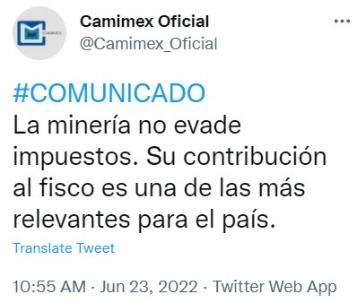 Camimex Oficial
@Camimex_Oficial
#COMUNICADO
La minería no evade
impuestos. Su contribución
al fisco es una de las más
relevantes para el país.
Translate Tweet
10:55 AM · Jun 23, 2022 · Twitter Web App